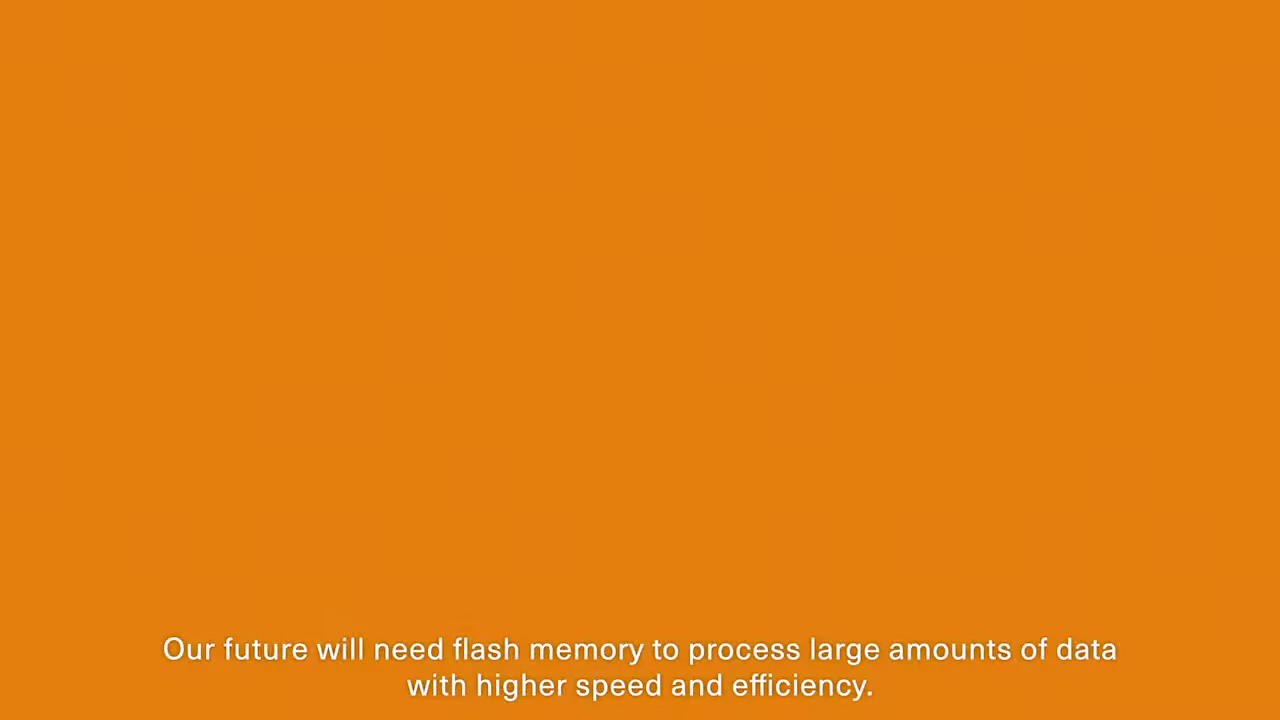 Our future will need flash memory to process large amounts of data
with higher speed and efficiency.